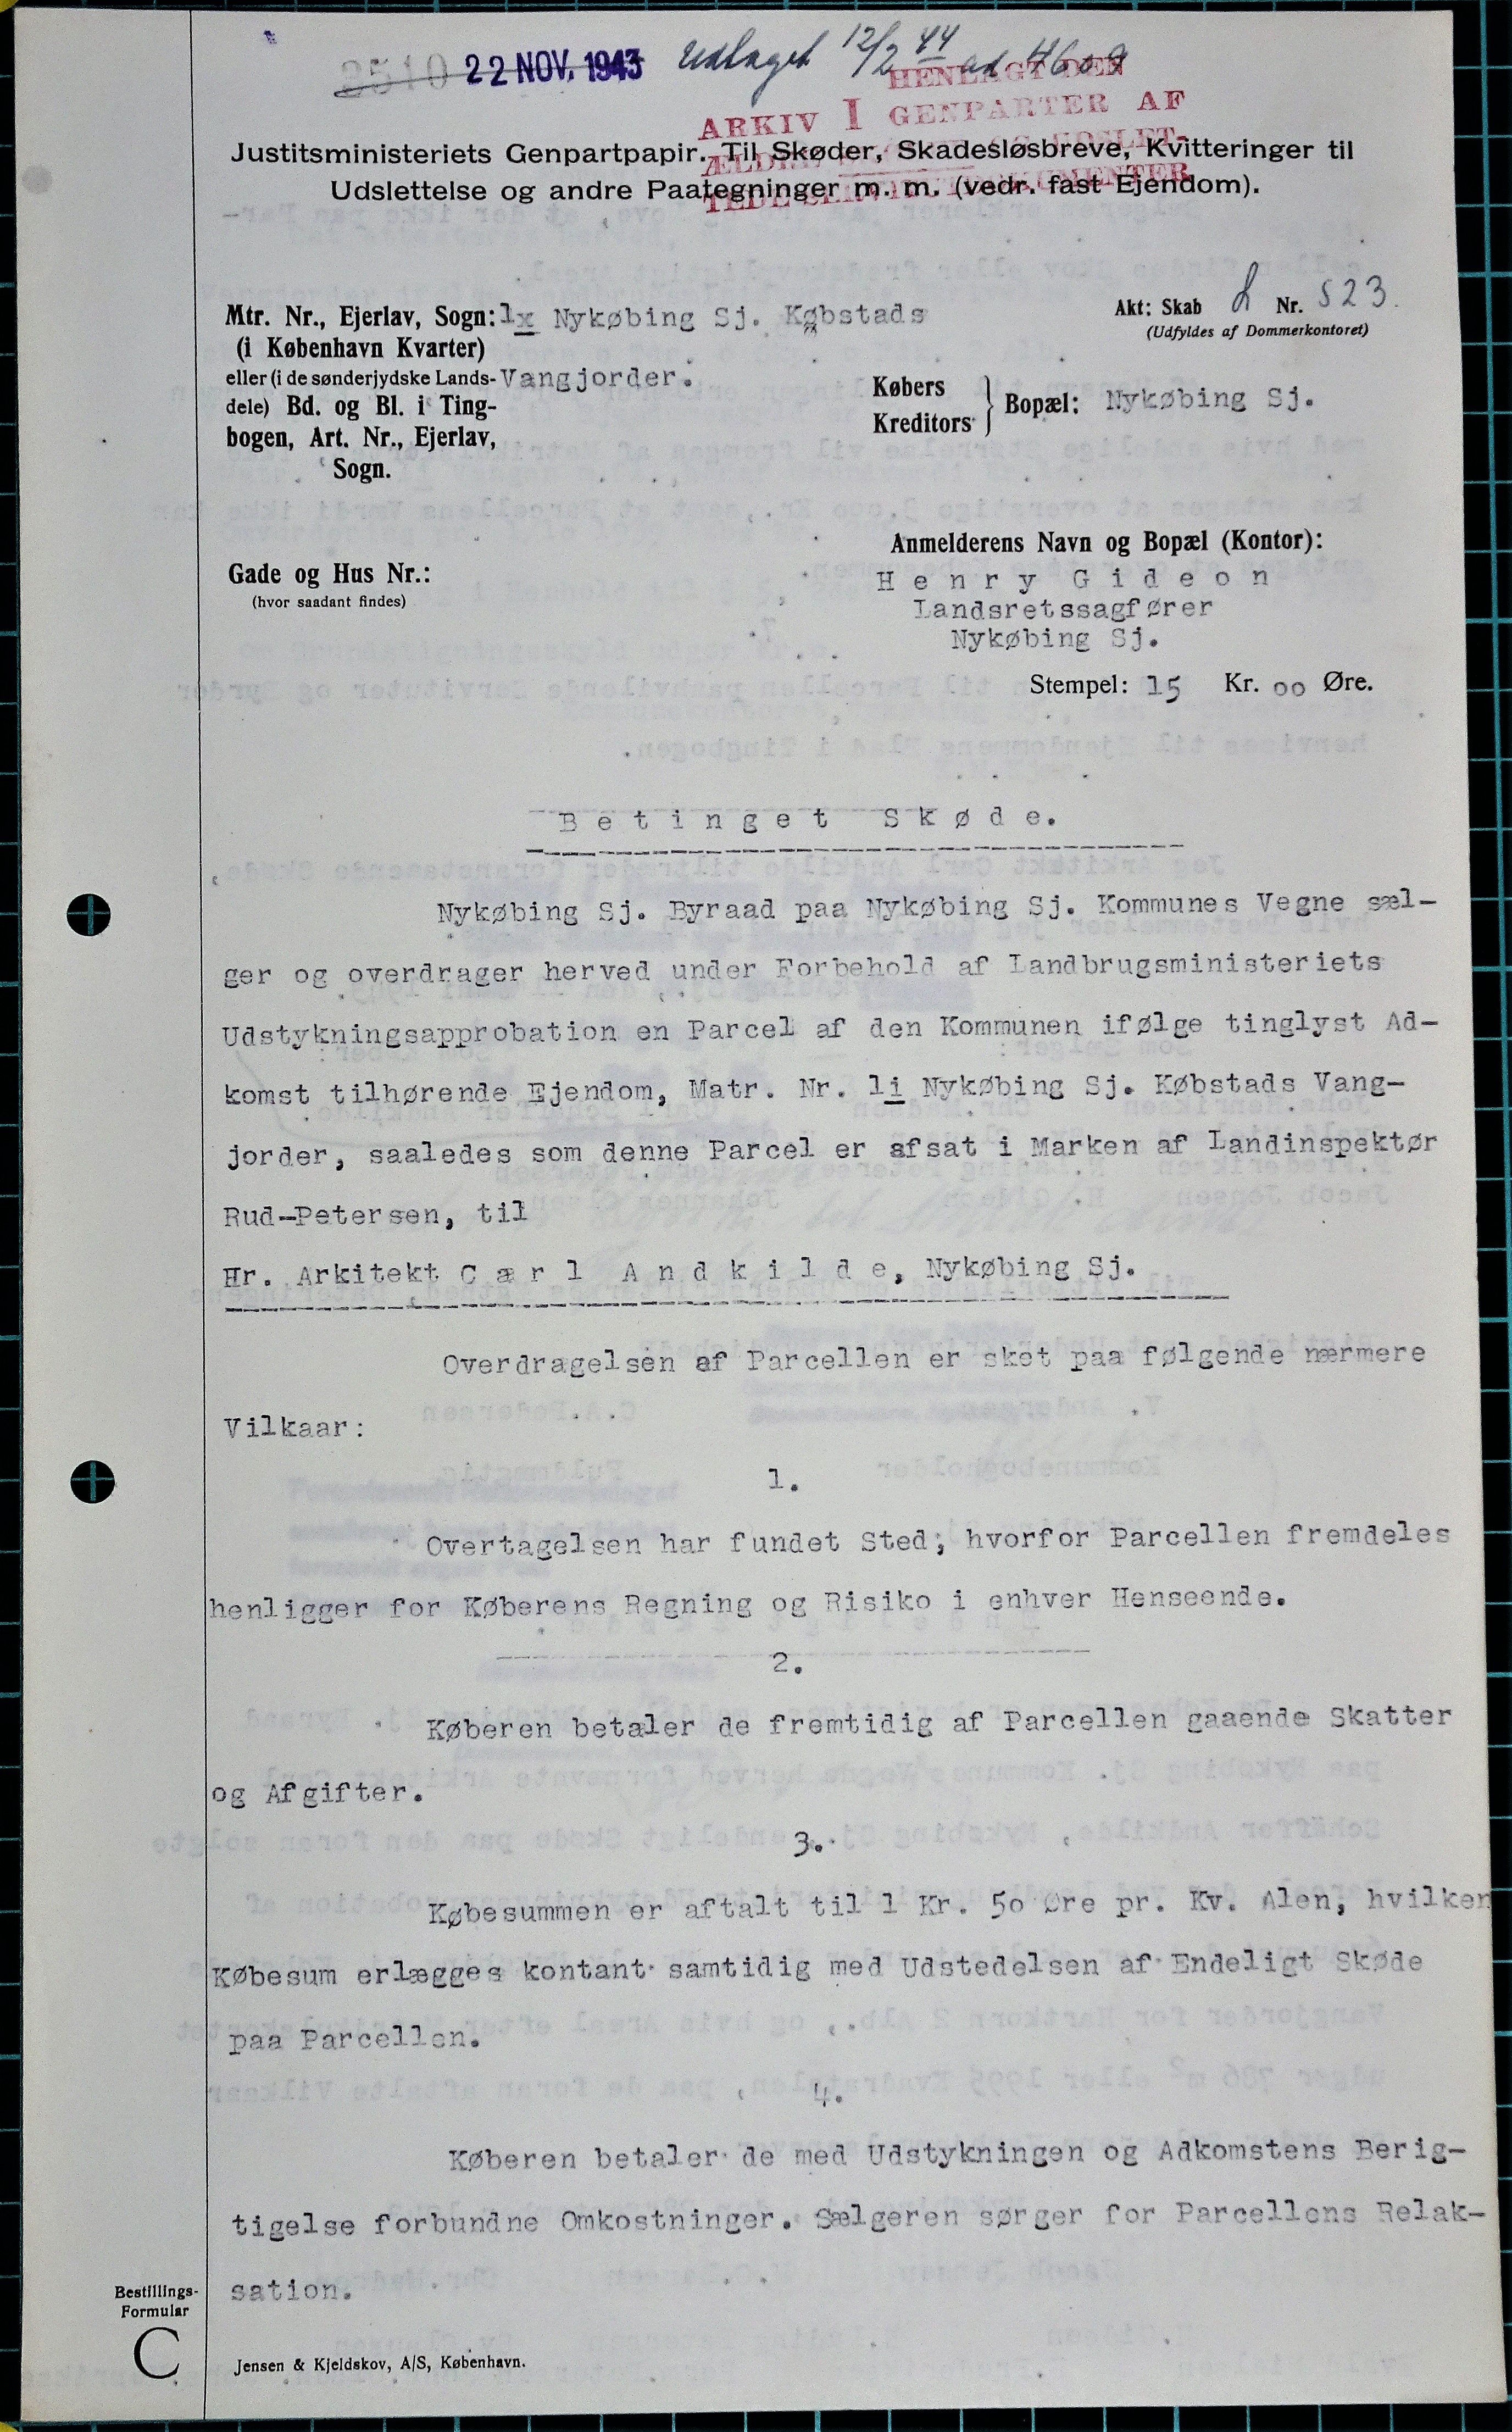 2510 22 NOV. 1943 Udtaget 12/2 44 ad 4609
HENLAGT DEN
ARKIV I GENPARTER AF
Justitsministeriets Genpartpapir. Til Skøder, Skadesløsbreve, Kvitteringer til
Udslettelse og andre Paategninger m. m. (vedr. fast Ejendom).
Mtr. Nr., Ejerlav, Sogn: 1x Nykøbing Sj. Købstads
(i København Kvarter)
eller (i de sønderjydske Lands- Vangjorder.
dele) Bd. og Bl. i Ting-
bogen, Art. Nr., Ejerlav,
Sogn.
Akt: Skab L Nr. 523.
(Udfyldes af Dommerkontoret)
Købers
Kreditors } Bopæl: Nykøbing Sj.
Gade og Hus Nr.:
(hvor saadant findes)
Anmelderens Navn og Bopæl (Kontor):
Henry Gideon
Landsretssagfører
Nykøbing Sj.
Stempel: 15 Kr. oo Øre.
Betinget Skøde.
Nykøbing Sj. Byraad paa Nykøbing Sj. Kommunes Vegne sæl-
ger og overdrager herved under Forbehold af Landbrugsministeriets
Udstykningsapprobation en Parcel af den Kommunen ifølge tinglyst Ad-
komst tilhørende Ejendom, Matr. Nr. 1i Nykøbing Sj. Købstads Vang-
jorder, saaledes som denne Parcel er afsat i Marken af Landinspektør
Rud-Petersen, til
Hr. Arkitekt Cærl Andkilde, Nykøbing Sj.
Overdragelsen af Parcellen er sket paa følgende nærmere
Vilkaar:
1.
Overtagelsen har fundet Sted, hvorfor Parcellen fremdeles
henligger for Køberens Regning og Risiko i enhver Henseende.
2.
Køberen betaler de fremtidig af Parcellen gaaende Skatter
og Afgifter.
3.
Købesummen er aftalt til 1 Kr. 5o Øre pr. Kv. Alen, hvilken
Købesum erlægges kontant samtidig med Udstedelsen af Endeligt Skøde
paa Parcellen.
4.
Køberen betaler de med Udstykningen og Adkomstens Berig-
tigelse forbundne Omkostninger. Sælgeren sørger for Parcellens Relak-
sation.
Bestillings-
Formular
C
Jensen & Kjeldskov, A/S, København.